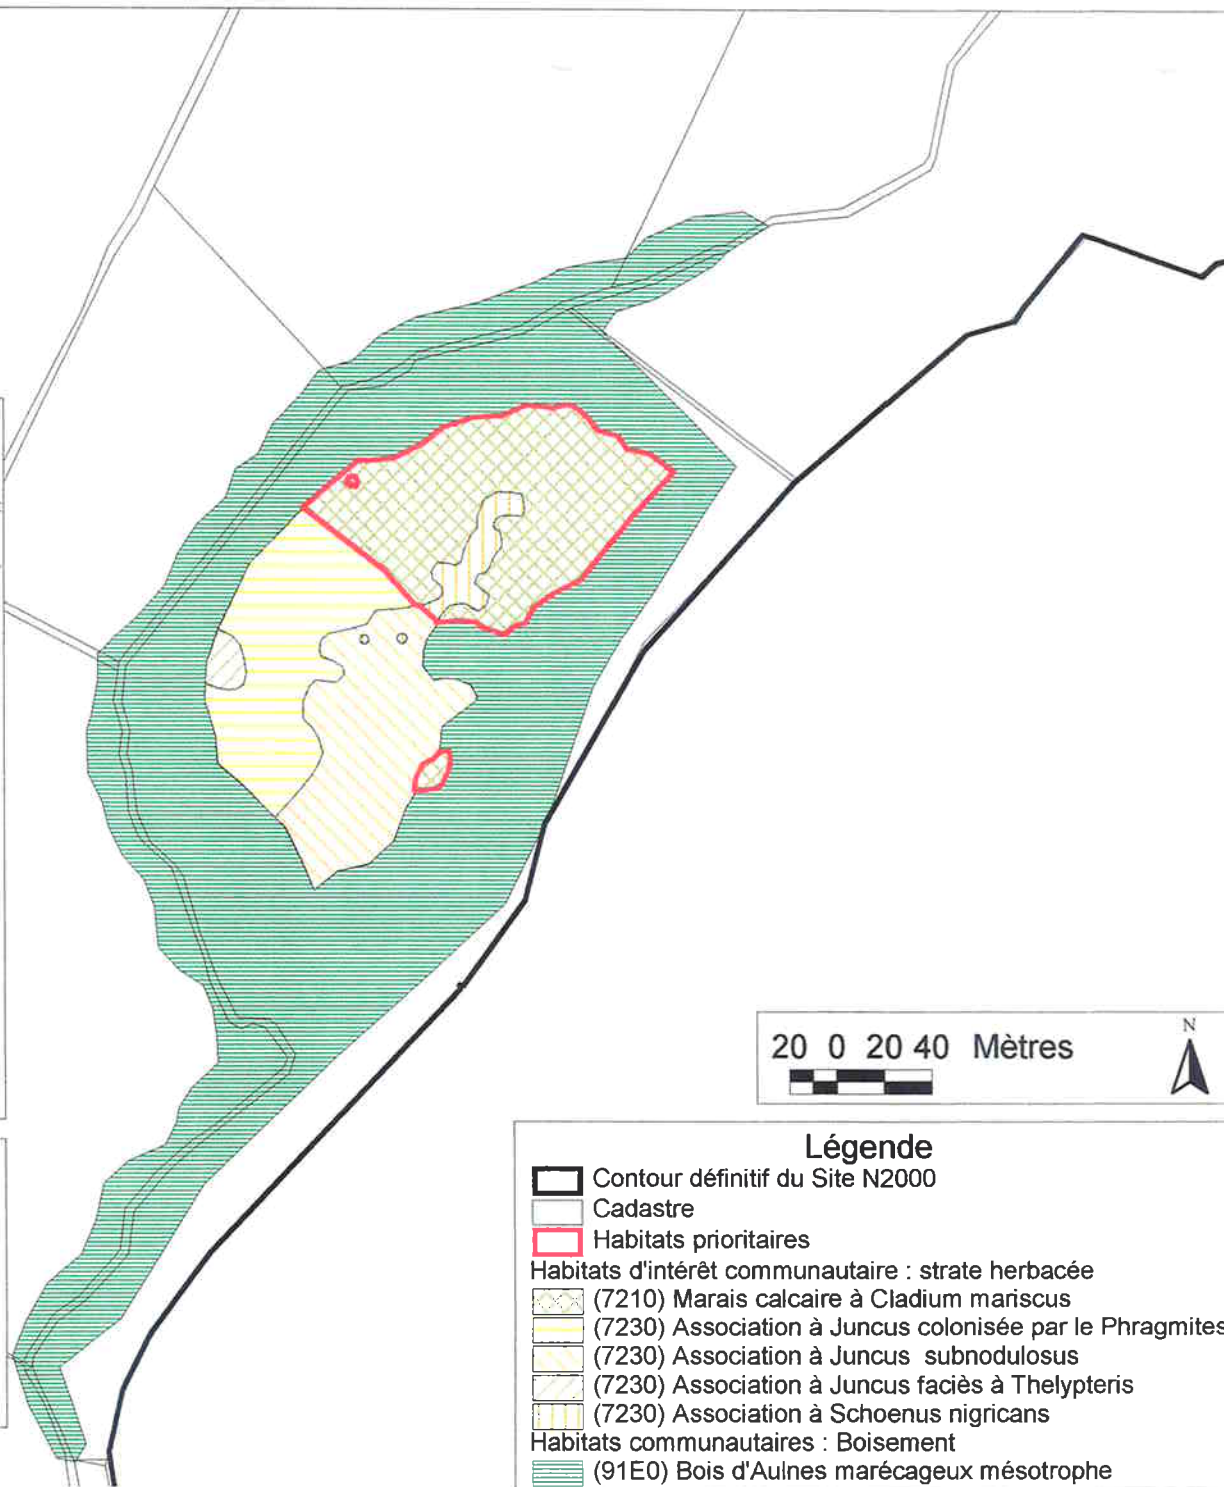 20 0 20 40 Mètres
N
Légende
Contour définitif du Site N2000
Cadastre
Habitats prioritaires
Habitats d'intérêt communautaire : strate herbacée
(7210) Marais calcaire à Cladium mariscus
(7230) Association à Juncus colonisée par le Phragmites
(7230) Association à Juncus subnodulosus
(7230) Association à Juncus faciès à Thelypteris
(7230) Association à Schoenus nigricans
Habitats communautaires : Boisement
(91E0) Bois d'Aulnes marécageux mésotrophe